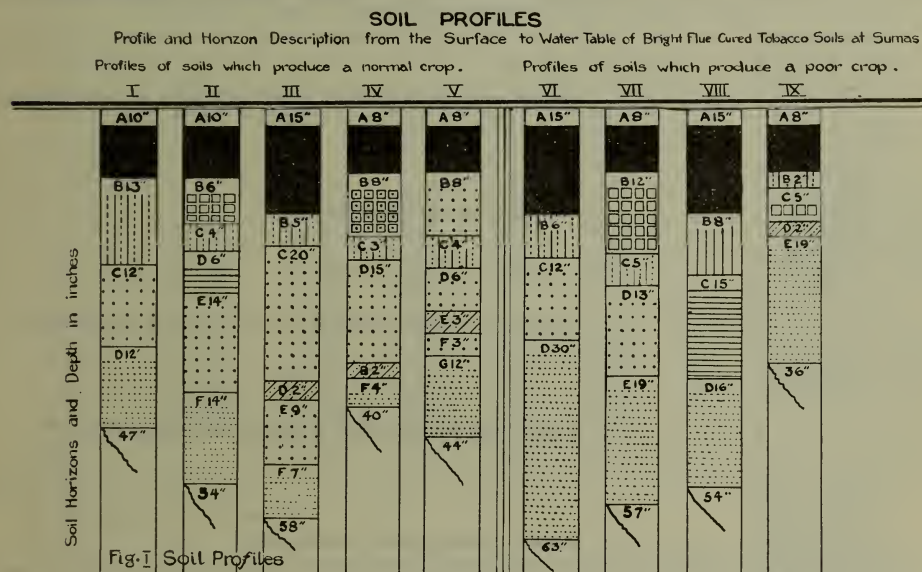 SOIL PROFILES
Profile and Horizon Description from the Surface to Water Table of Bright Flue Cured Tobacco Soils at Sumas
Profiles of soils which produce a normal crop. Profiles of soils which produce a poor crop.
I II III IV V VI VII VIII IX
A10" A10" A15" A8" A8" A15" A8" A15" A8"
B13" B6" B5" B8" B8" B6" B12" B8" B2"
C12" C4" C20" C3" C4" C12" C5" C15" C5"
D12" D6" D2" D15" D6" D30" D13" D16" D2"
47" E14" E9" B2" E3" 63" E19" 54" E19"
F14" F7" F4" F3" 57" 36"
54" 58" 40" G12"
44"
Soil Horizons and Depth in inches
Fig.I Soil Profiles